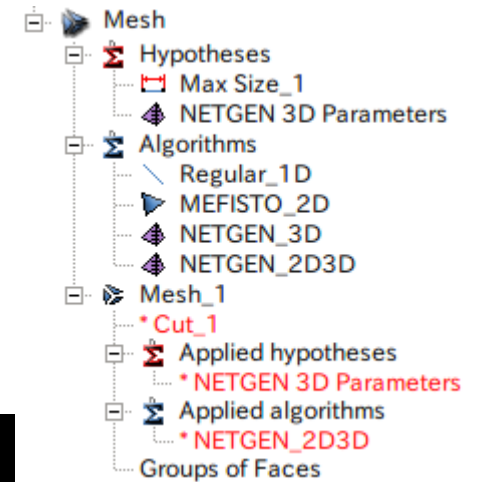 Mesh
Hypotheses
Max Size_1
NETGEN 3D Parameters
Algorithms
Regular_1D
MEFISTO_2D
NETGEN_3D
NETGEN_2D3D
Mesh_1
* Cut_1
Applied hypotheses
* NETGEN 3D Parameters
Applied algorithms
* NETGEN_2D3D
Groups of Faces